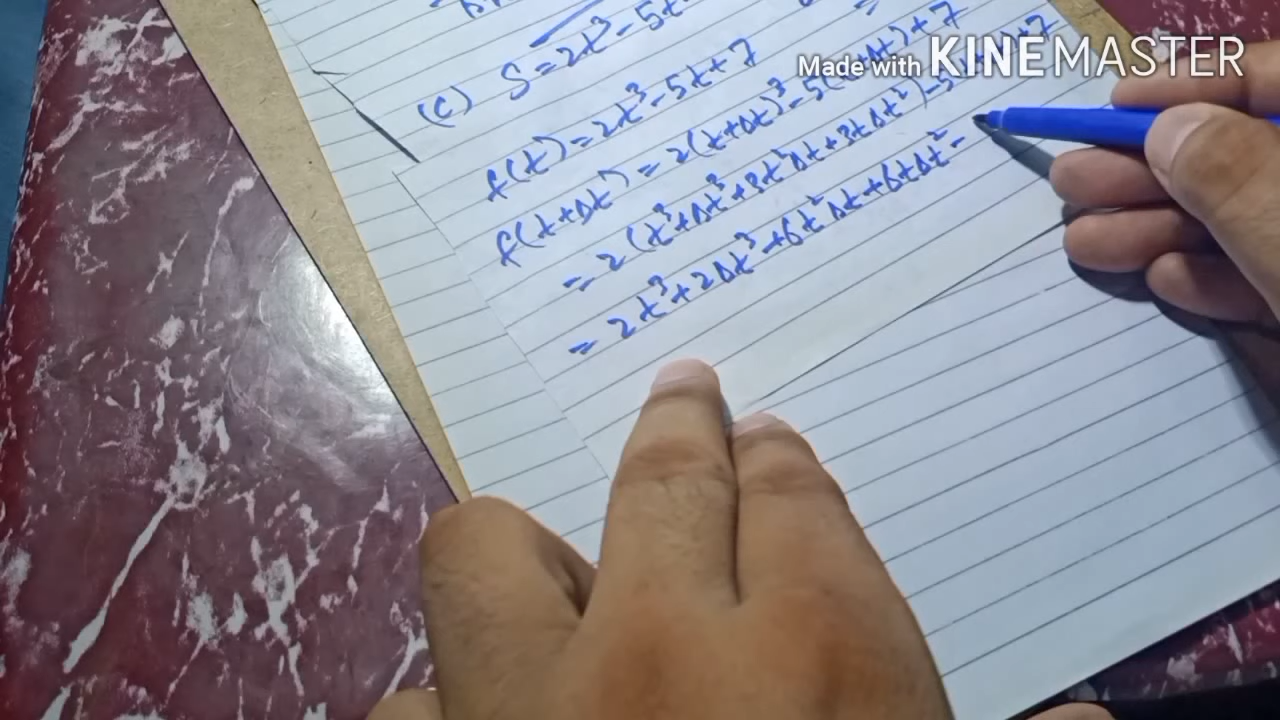 Made with KINEMASTER
(c) S = 2t³ - 5t
f(t) = 2t³ - 5t + 7
f(t+Δt) = 2(t+Δt)³ - 5(t+Δt) + 7
= 2(t³+Δt³+3t²Δt+3tΔt²) - 5 + 7
= 2t³ + 2Δt³ + 6t²Δt + 6tΔt² -